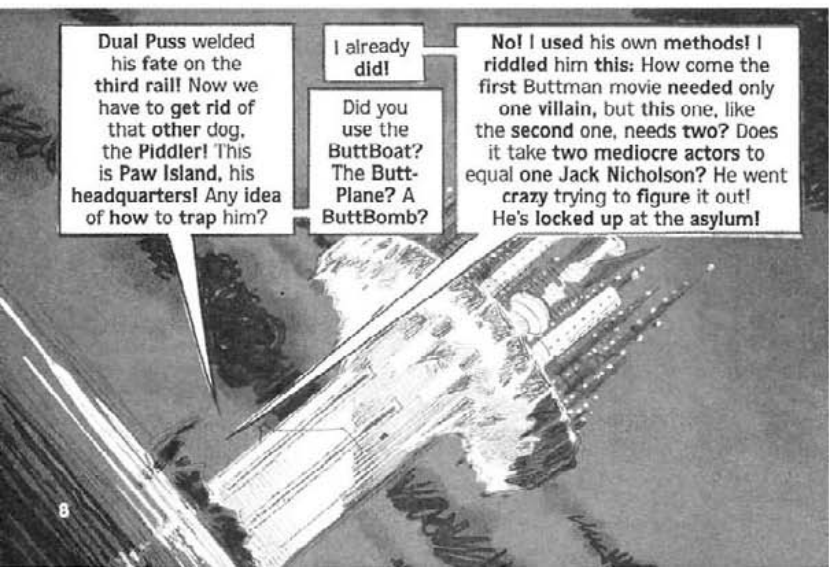 Dual Puss welded
his fate on the
third rail! Now we
have to get rid of
that other dog,
the Piddler! This
is Paw Island, his
headquarters! Any idea
of how to trap him?
I already
did!
Did you
use the
ButtBoat?
The Butt-
Plane? A
ButtBomb?
No! I used his own methods! I
riddled him this: How come the
first Buttman movie needed only
one villain, but this one, like
the second one, needs two? Does
it take two mediocre actors to
equal one Jack Nicholson? He went
crazy trying to figure it out!
He's locked up at the asylum!
8